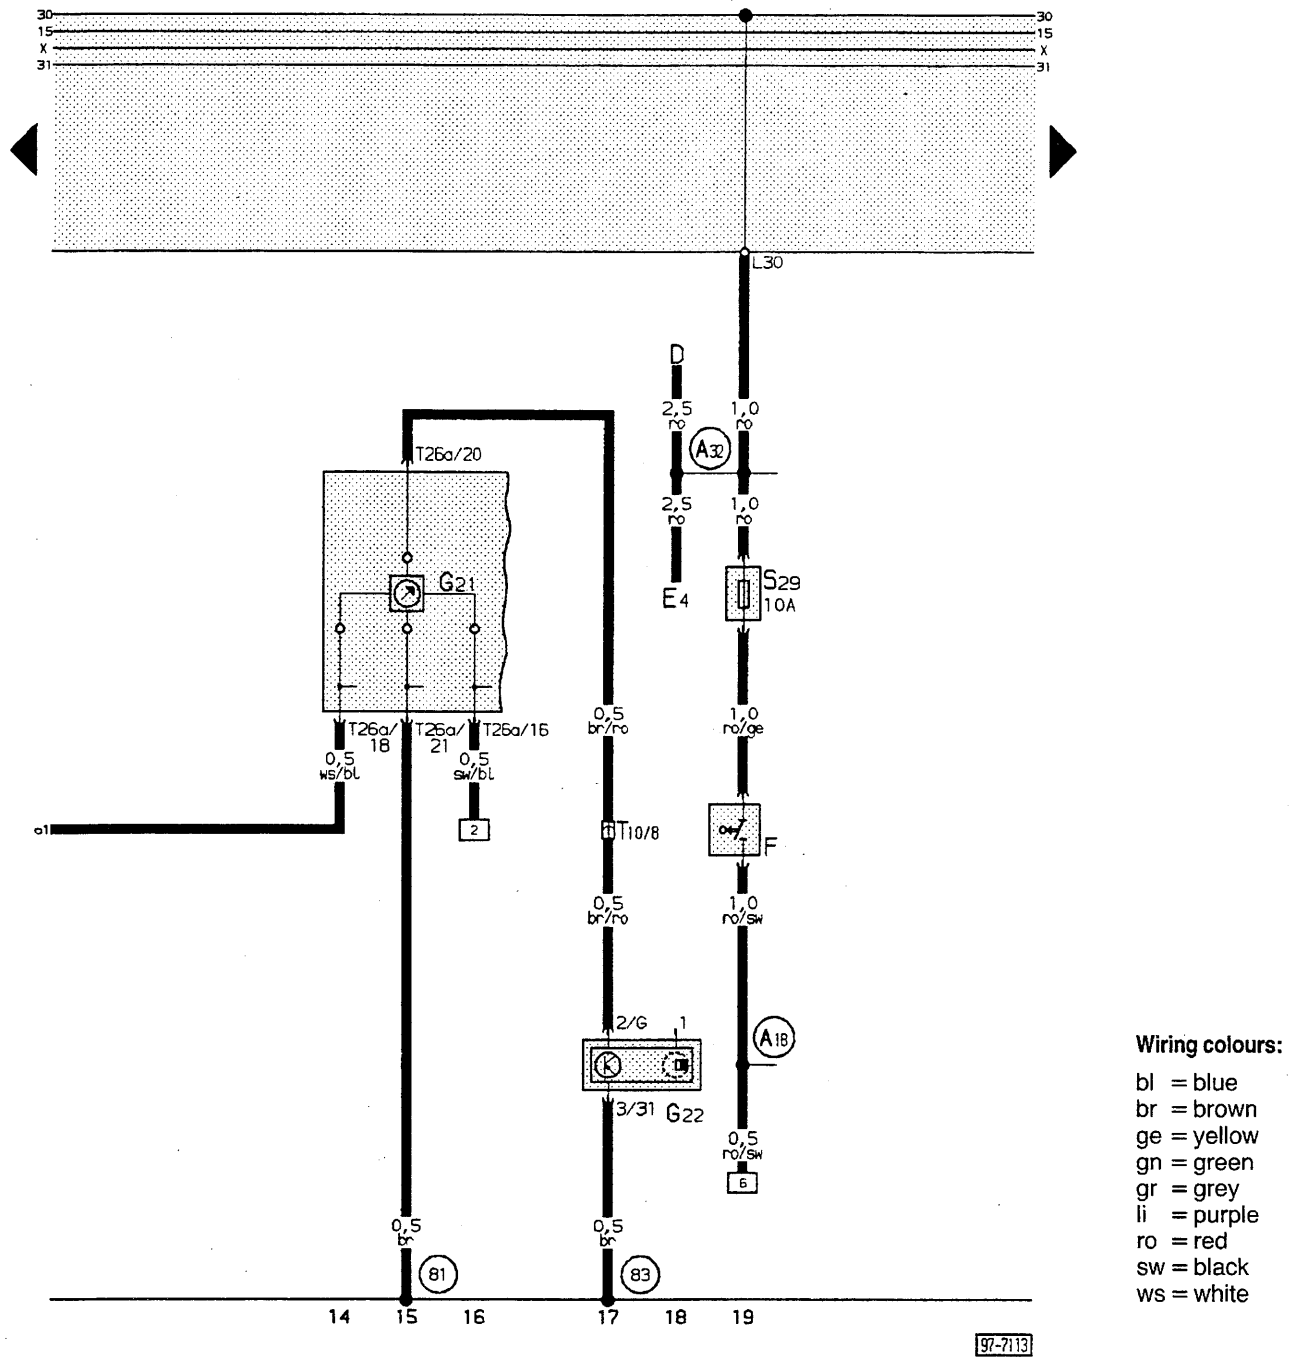 30 30
15 15
X X
31 31
L30
D
2,5 1,0
ro ro
A32
T26a/20
2,5 1,0
ro ro
G21
E4
S29
10A
0,5
br/ro
1,0
ro/ge
T26a/ T26a/ T26a/16
18 21
0,5 0,5
ws/bl sw/bl
a1
2
T10/8
F
0,5
br/ro
1,0
ro/sw
2/G 1
A18
3/31 G22
0,5
ro/sw
6
0,5 0,5
br br
81 83
14 15 16 17 18 19
97-7113
Wiring colours:
bl = blue
br = brown
ge = yellow
gn = green
gr = grey
li = purple
ro = red
sw = black
ws = white